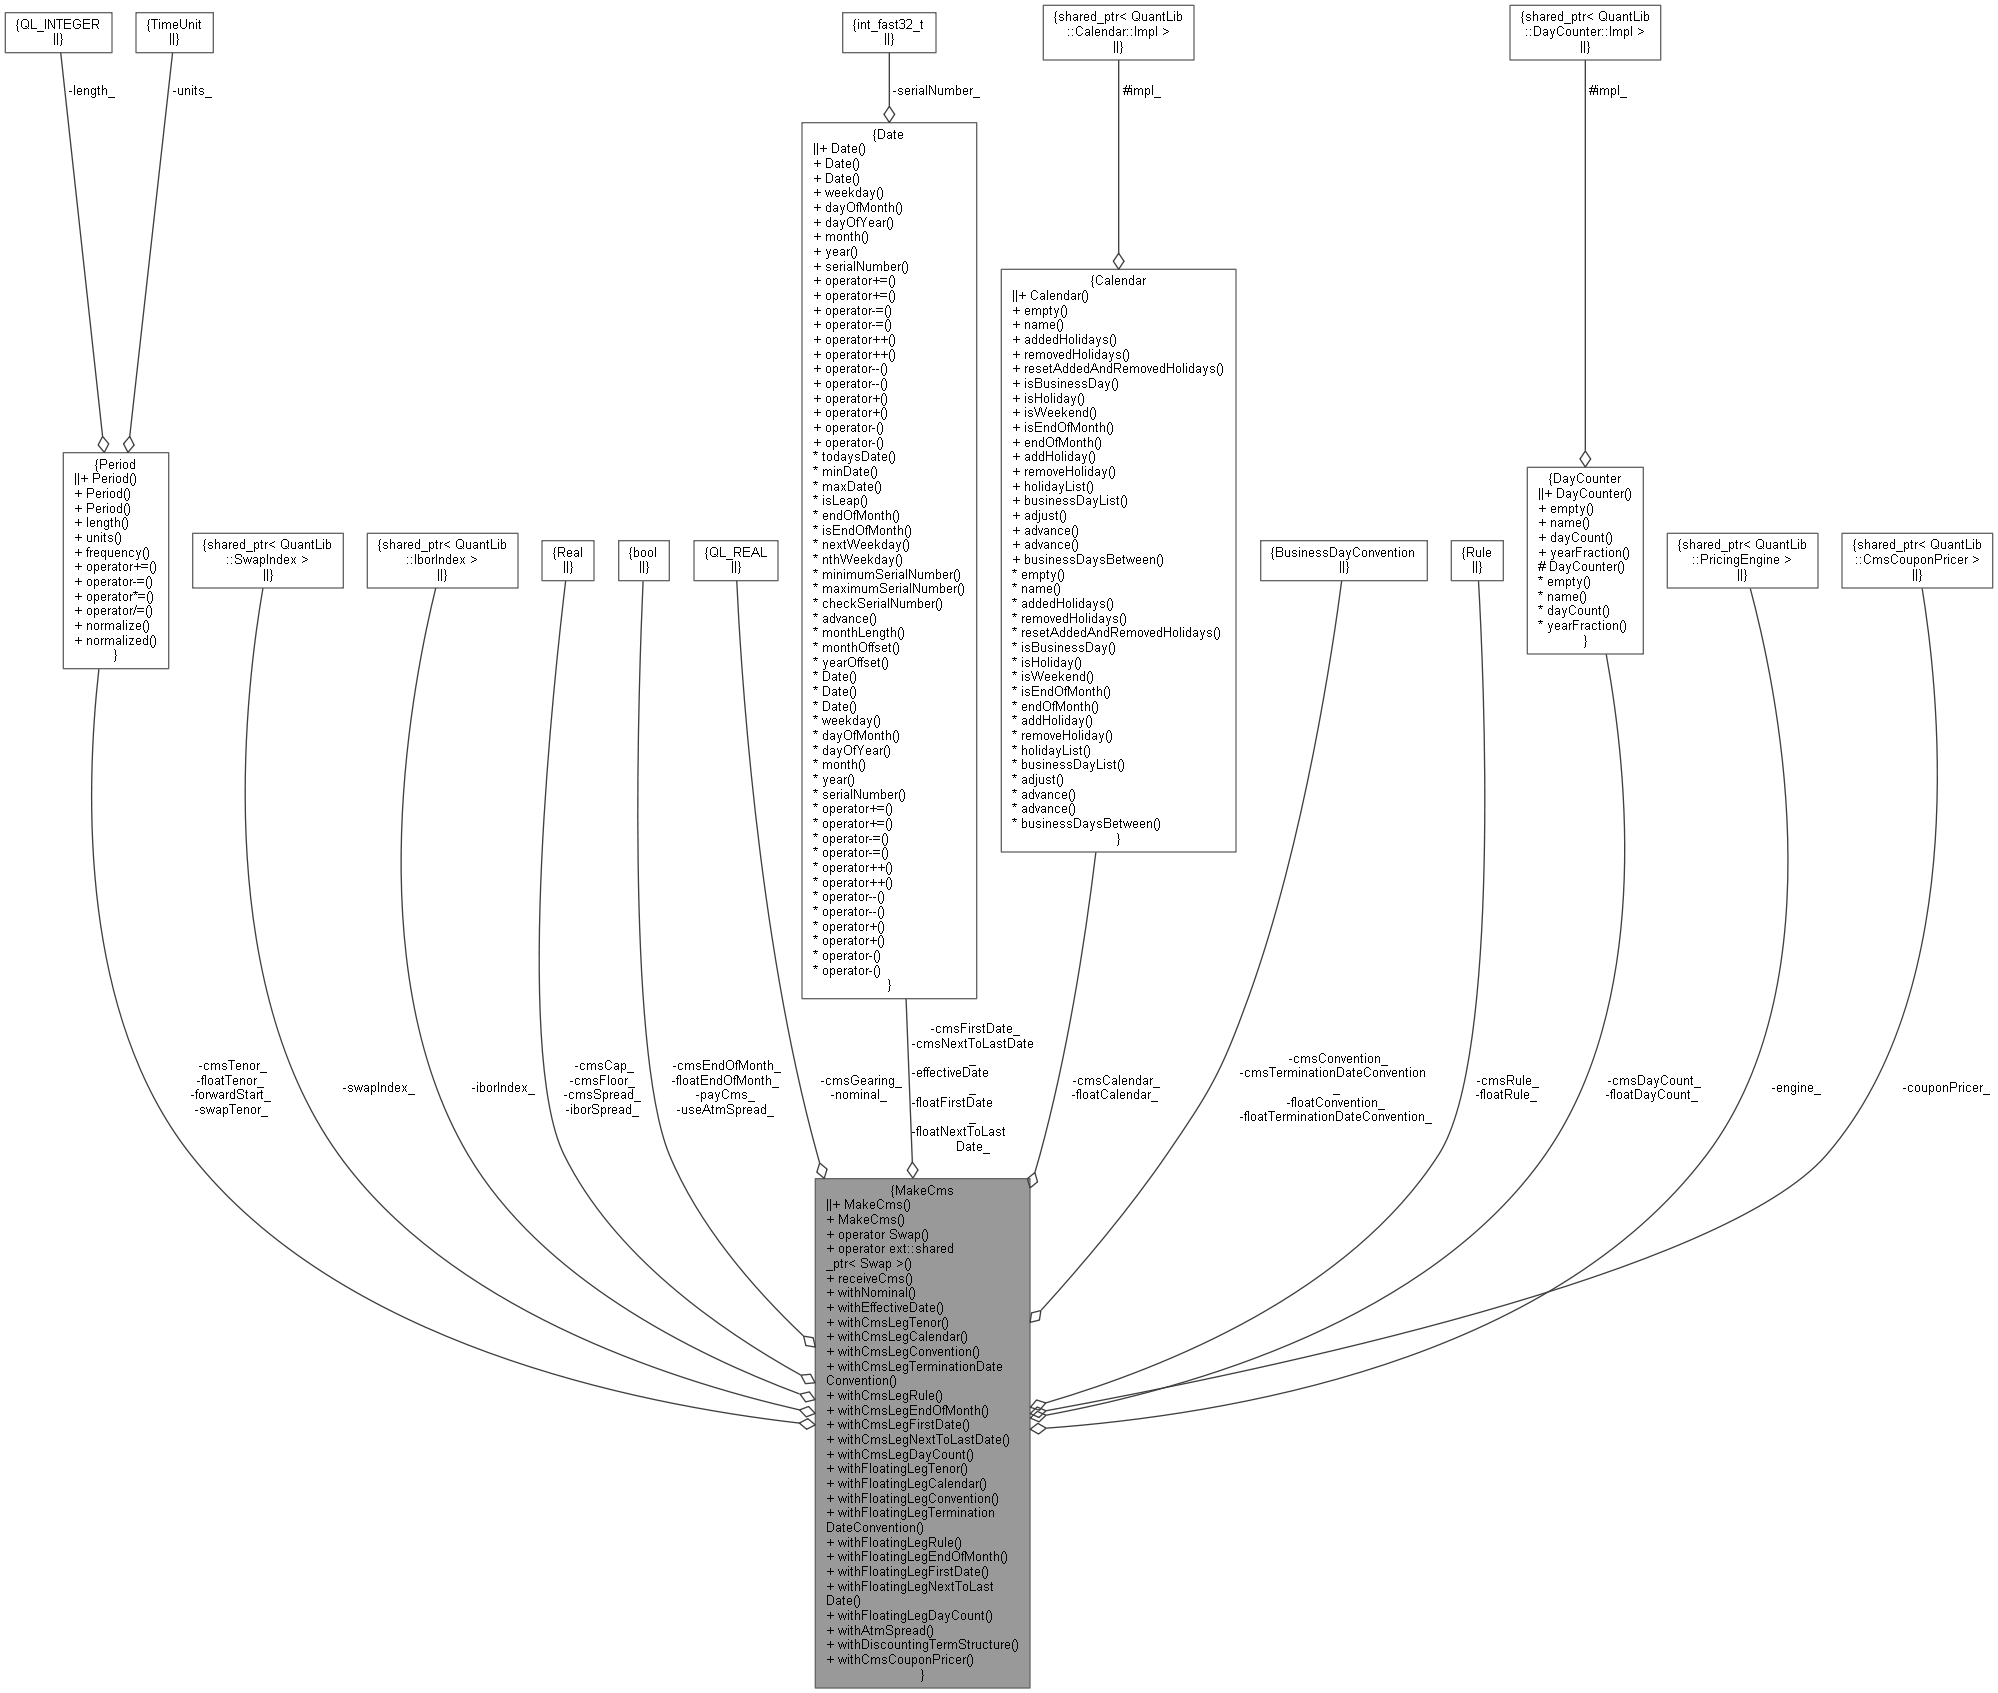 {QL_INTEGER
||}
{TimeUnit
||}
{int_fast32_t
||}
{shared_ptr< QuantLib
::Calendar::Impl >
||}
{shared_ptr< QuantLib
::DayCounter::Impl >
||}
-length_
-units_
-serialNumber_
#impl_
#impl_
{Date
||+ Date()
+ Date()
+ Date()
+ weekday()
+ dayOfMonth()
+ dayOfYear()
+ month()
+ year()
+ serialNumber()
+ operator+=()
+ operator+=()
+ operator-=()
+ operator-=()
+ operator++()
+ operator++()
+ operator--()
+ operator--()
+ operator+()
+ operator+()
+ operator-()
+ operator-()
* todaysDate()
* minDate()
* maxDate()
* isLeap()
* endOfMonth()
* isEndOfMonth()
* nextWeekday()
* nthWeekday()
* minimumSerialNumber()
* maximumSerialNumber()
* checkSerialNumber()
* advance()
* monthLength()
* monthOffset()
* yearOffset()
* Date()
* Date()
* Date()
* weekday()
* dayOfMonth()
* dayOfYear()
* month()
* year()
* serialNumber()
* operator+=()
* operator+=()
* operator-=()
* operator-=()
* operator++()
* operator++()
* operator--()
* operator--()
* operator+()
* operator+()
* operator-()
* operator-()
}
{Calendar
||+ Calendar()
+ empty()
+ name()
+ addedHolidays()
+ removedHolidays()
+ resetAddedAndRemovedHolidays()
+ isBusinessDay()
+ isHoliday()
+ isWeekend()
+ isEndOfMonth()
+ endOfMonth()
+ addHoliday()
+ removeHoliday()
+ holidayList()
+ businessDayList()
+ adjust()
+ advance()
+ advance()
+ businessDaysBetween()
* empty()
* name()
* addedHolidays()
* removedHolidays()
* resetAddedAndRemovedHolidays()
* isBusinessDay()
* isHoliday()
* isWeekend()
* isEndOfMonth()
* endOfMonth()
* addHoliday()
* removeHoliday()
* holidayList()
* businessDayList()
* adjust()
* advance()
* advance()
* businessDaysBetween()
}
{Period
||+ Period()
+ Period()
+ Period()
+ length()
+ units()
+ frequency()
+ operator+=()
+ operator-=()
+ operator*=()
+ operator/=()
+ normalize()
+ normalized()
}
{shared_ptr< QuantLib
::SwapIndex >
||}
{shared_ptr< QuantLib
::IborIndex >
||}
{Real
||}
{bool
||}
{QL_REAL
||}
{BusinessDayConvention
||}
{Rule
||}
{DayCounter
||+ DayCounter()
+ empty()
+ name()
+ dayCount()
+ yearFraction()
# DayCounter()
* empty()
* name()
* dayCount()
* yearFraction()
}
{shared_ptr< QuantLib
::PricingEngine >
||}
{shared_ptr< QuantLib
::CmsCouponPricer >
||}
-cmsTenor_
-floatTenor_
-forwardStart_
-swapTenor_
-swapIndex_
-iborIndex_
-cmsCap_
-cmsFloor_
-cmsSpread_
-iborSpread_
-cmsEndOfMonth_
-floatEndOfMonth_
-payCms_
-useAtmSpread_
-cmsGearing_
-nominal_
-cmsFirstDate_
-cmsNextToLastDate
_
-effectiveDate
_
-floatFirstDate
_
-floatNextToLast
Date_
-cmsCalendar_
-floatCalendar_
-cmsConvention_
-cmsTerminationDateConvention
_
-floatConvention_
-floatTerminationDateConvention_
-cmsRule_
-floatRule_
-cmsDayCount_
-floatDayCount_
-engine_
-couponPricer_
{MakeCms
||+ MakeCms()
+ MakeCms()
+ operator Swap()
+ operator ext::shared
_ptr< Swap >()
+ receiveCms()
+ withNominal()
+ withEffectiveDate()
+ withCmsLegTenor()
+ withCmsLegCalendar()
+ withCmsLegConvention()
+ withCmsLegTerminationDate
Convention()
+ withCmsLegRule()
+ withCmsLegEndOfMonth()
+ withCmsLegFirstDate()
+ withCmsLegNextToLastDate()
+ withCmsLegDayCount()
+ withFloatingLegTenor()
+ withFloatingLegCalendar()
+ withFloatingLegConvention()
+ withFloatingLegTermination
DateConvention()
+ withFloatingLegRule()
+ withFloatingLegEndOfMonth()
+ withFloatingLegFirstDate()
+ withFloatingLegNextToLast
Date()
+ withFloatingLegDayCount()
+ withAtmSpread()
+ withDiscountingTermStructure()
+ withCmsCouponPricer()
}